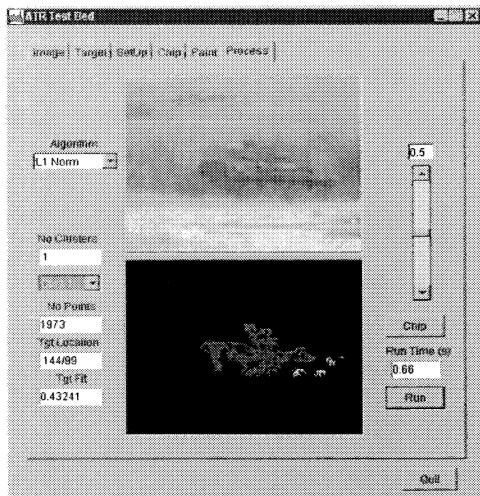 ATR Test Bed
Image Target SetUp Chip Paint Process
Algorithm
L1 Norm
0.5
No Clusters
1
No Points
1973
Tgt Location
144/99
Tgt Fit
0.43241
Chip
Run Time (s)
0.66
Run
Quit